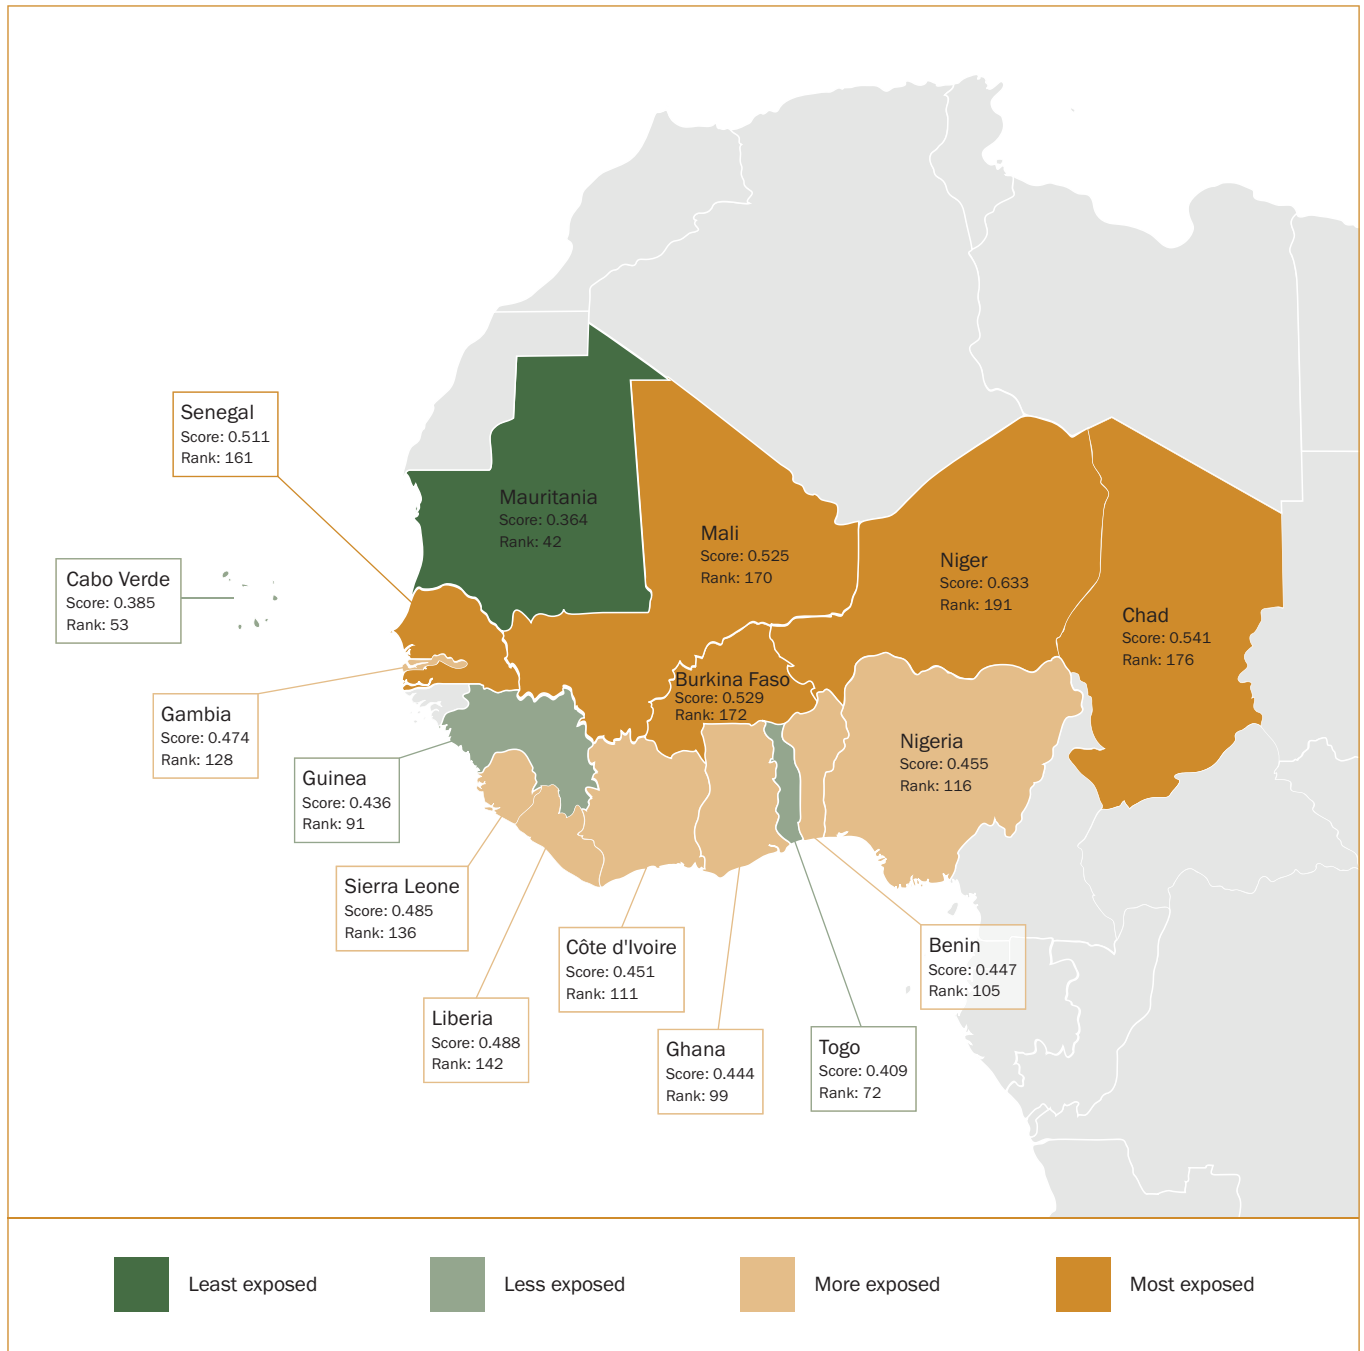 Senegal
Score: 0.511
Rank: 161
Mauritania
Score: 0.364
Rank: 42
Mali
Score: 0.525
Rank: 170
Niger
Score: 0.633
Rank: 191
Chad
Score: 0.541
Rank: 176
Cabo Verde
Score: 0.385
Rank: 53
Burkina Faso
Score: 0.529
Rank: 172
Gambia
Score: 0.474
Rank: 128
Nigeria
Score: 0.455
Rank: 116
Guinea
Score: 0.436
Rank: 91
Sierra Leone
Score: 0.485
Rank: 136
Côte d'Ivoire
Score: 0.451
Rank: 111
Benin
Score: 0.447
Rank: 105
Liberia
Score: 0.488
Rank: 142
Ghana
Score: 0.444
Rank: 99
Togo
Score: 0.409
Rank: 72
Least exposed
Less exposed
More exposed
Most exposed